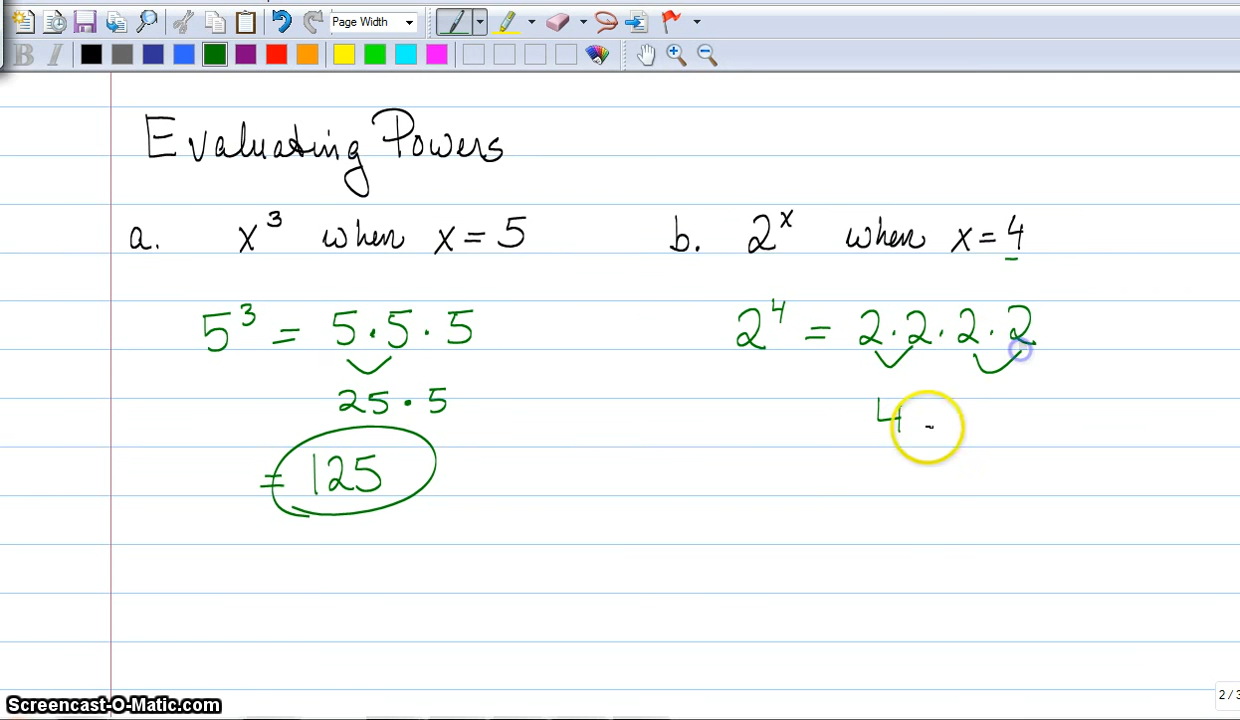 Page Width
B I
Evaluating Powers
a. x³ when x = 5
5³ = 5 · 5 · 5
25 · 5
= 125
b. 2ˣ when x = 4
2⁴ = 2 · 2 · 2 · 2
4 ·
2 / 3
Screencast-O-Matic.com